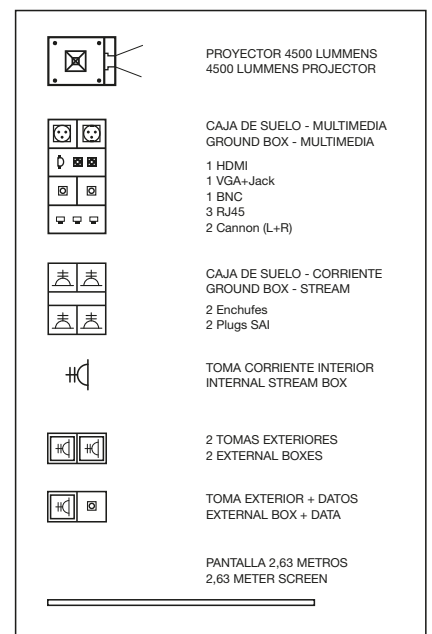 PROYECTOR 4500 LUMMENS
4500 LUMMENS PROJECTOR
CAJA DE SUELO - MULTIMEDIA
GROUND BOX - MULTIMEDIA
1 HDMI
1 VGA+Jack
1 BNC
3 RJ45
2 Cannon (L+R)
CAJA DE SUELO - CORRIENTE
GROUND BOX - STREAM
2 Enchufes
2 Plugs SAI
TOMA CORRIENTE INTERIOR
INTERNAL STREAM BOX
2 TOMAS EXTERIORES
2 EXTERNAL BOXES
TOMA EXTERIOR + DATOS
EXTERNAL BOX + DATA
PANTALLA 2,63 METROS
2,63 METER SCREEN